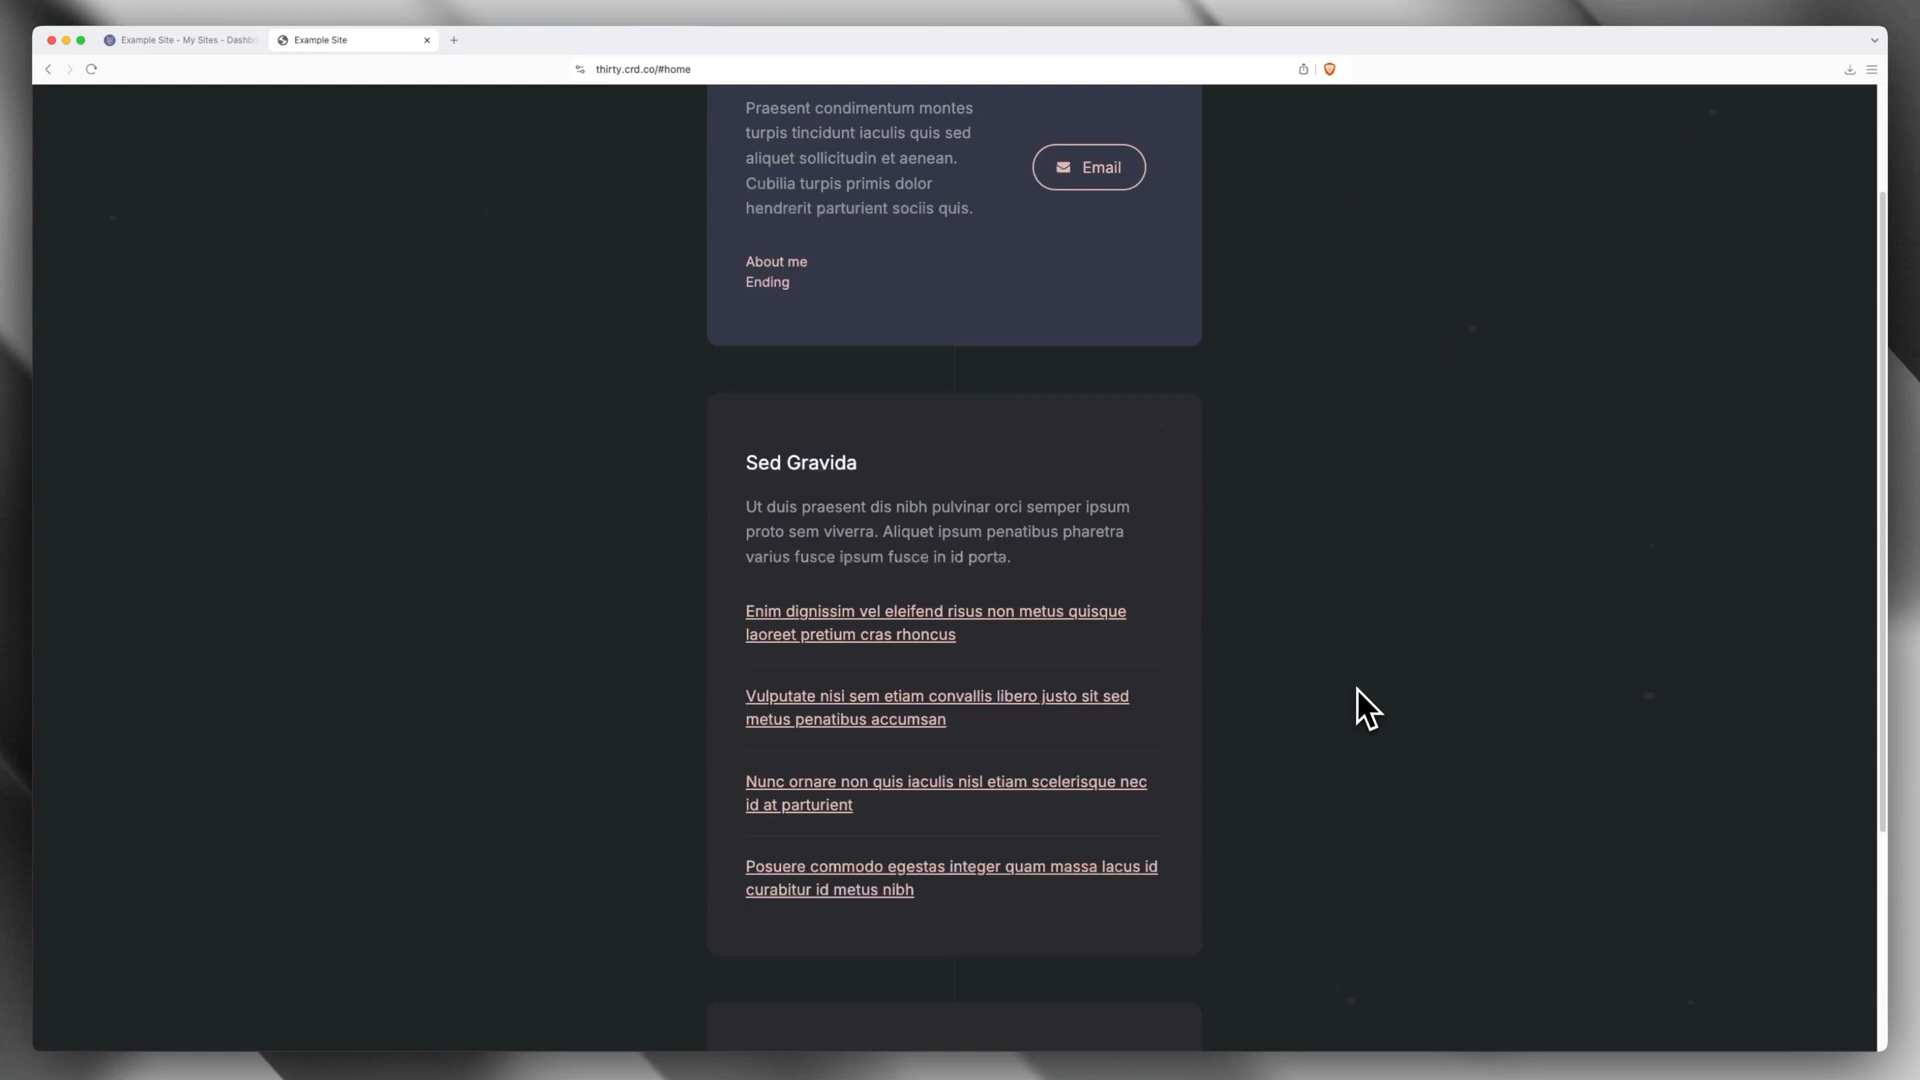 Example Site - My Sites - Dashbo
Example Site
thirty.crd.co/#home
Praesent condimentum montes
turpis tincidunt iaculis quis sed
aliquet sollicitudin et aenean.
Cubilia turpis primis dolor
hendrerit parturient sociis quis.
Email
About me
Ending
Sed Gravida
Ut duis praesent dis nibh pulvinar orci semper ipsum
proto sem viverra. Aliquet ipsum penatibus pharetra
varius fusce ipsum fusce in id porta.
Enim dignissim vel eleifend risus non metus quisque
laoreet pretium cras rhoncus
Vulputate nisi sem etiam convallis libero justo sit sed
metus penatibus accumsan
Nunc ornare non quis iaculis nisl etiam scelerisque nec
id at parturient
Posuere commodo egestas integer quam massa lacus id
curabitur id metus nibh